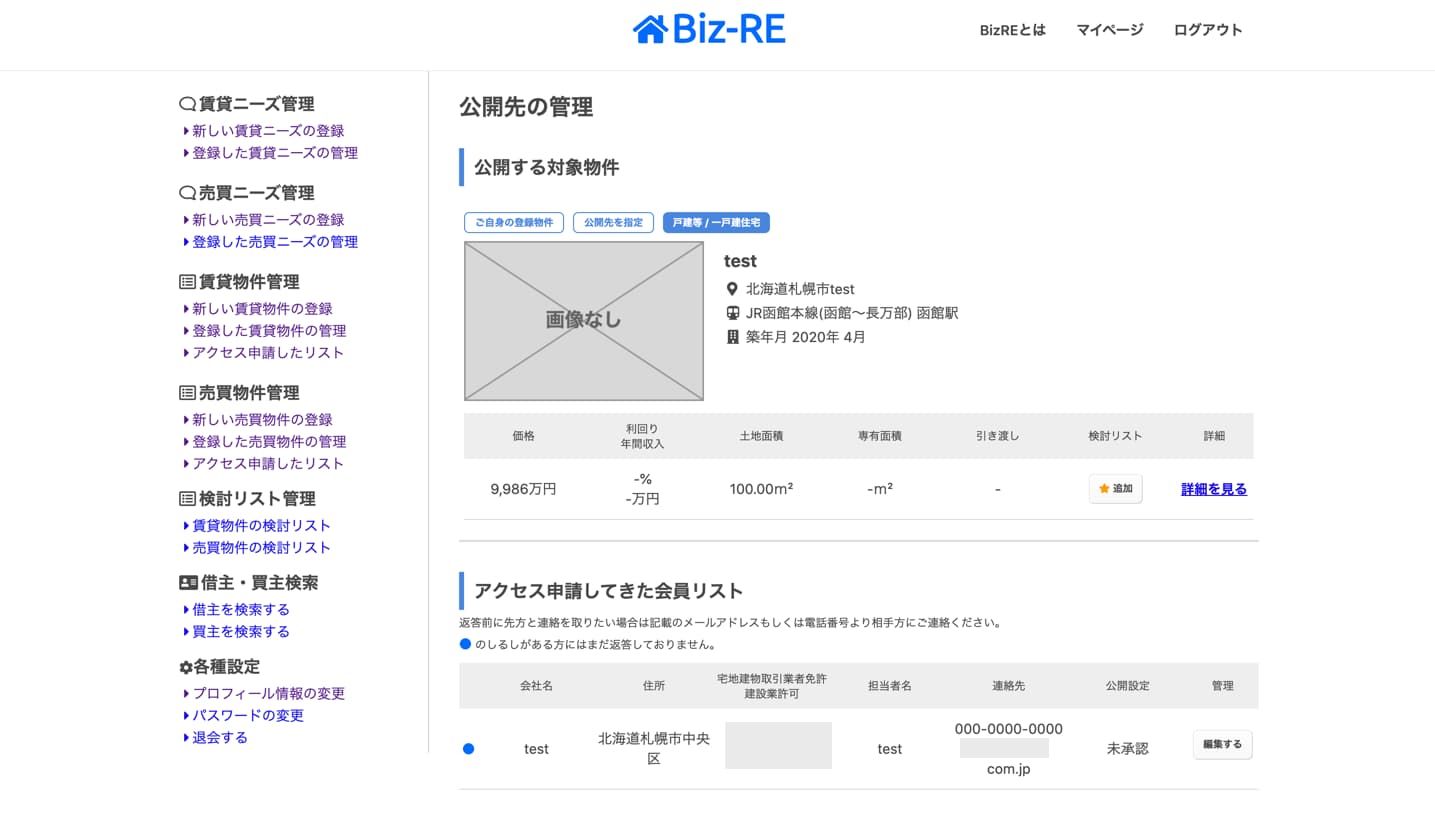 Biz-RE
BizREとは マイページ ログアウト
賃貸ニーズ管理
新しい賃貸ニーズの登録
登録した賃貸ニーズの管理
売買ニーズ管理
新しい売買ニーズの登録
登録した売買ニーズの管理
賃貸物件管理
新しい賃貸物件の登録
登録した賃貸物件の管理
アクセス申請したリスト
売買物件管理
新しい売買物件の登録
登録した売買物件の管理
アクセス申請したリスト
検討リスト管理
賃貸物件の検討リスト
売買物件の検討リスト
借主・買主検索
借主を検索する
買主を検索する
各種設定
プロフィール情報の変更
パスワードの変更
退会する
公開先の管理
公開する対象物件
ご自身の登録物件 公開先を指定 戸建等 / 一戸建住宅
画像なし
test
北海道札幌市test
JR函館本線(函館〜長万部) 函館駅
築年月 2020年 4月
価格 利回り 年間収入 土地面積 専有面積 引き渡し 検討リスト 詳細
9,986万円 -% -万円 100.00m² -m² - 追加 詳細を見る
アクセス申請してきた会員リスト
返答前に先方と連絡を取りたい場合は記載のメールアドレスもしくは電話番号より相手方にご連絡ください。
のしるしがある方にはまだ返答しておりません。
会社名 住所 宅地建物取引業者免許 建設業許可 担当者名 連絡先 公開設定 管理
test 北海道札幌市中央区 test 000-0000-0000 com.jp 未承認 編集する